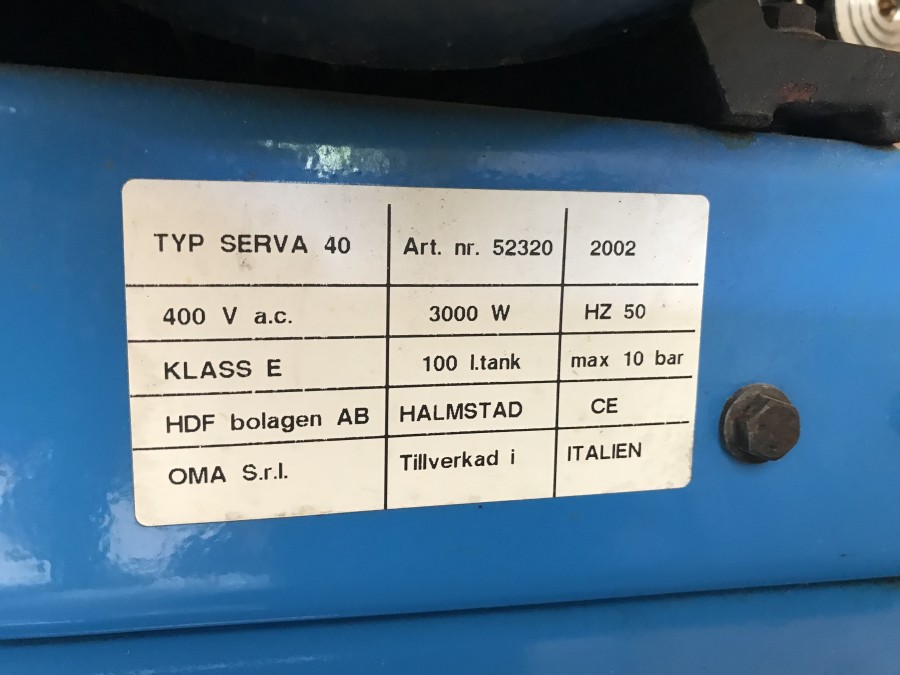 TYP SERVA 40 Art. nr. 52320 2002
400 V a.c. 3000 W HZ 50
KLASS E 100 l.tank max 10 bar
HDF bolagen AB HALMSTAD CE
OMA S.r.l. Tillverkad i ITALIEN